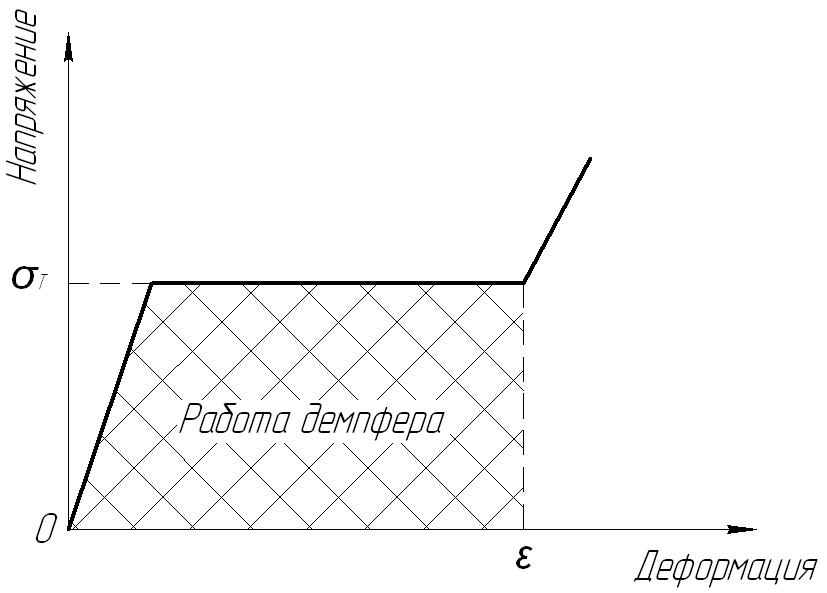 Напряжение
σт
Работа демпфера
0
ε
Деформация